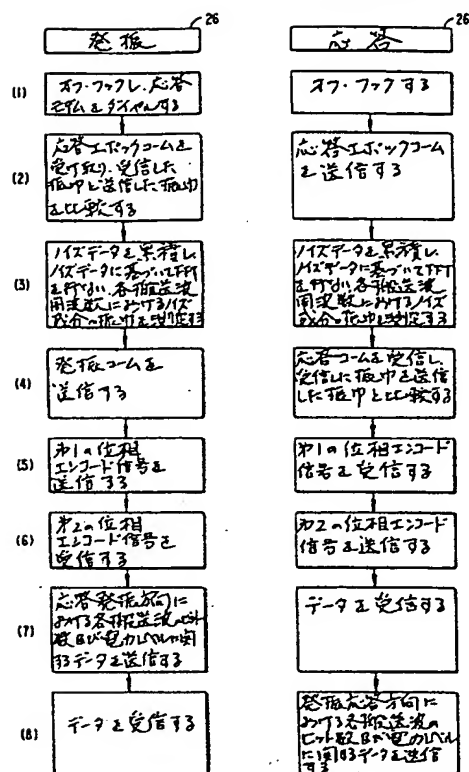 26
26
発振
応答
(1)
オフ・フックし、応答
モデムをダイヤルする
オフ・フックする
(2)
応答エポックコームを
受け取り、受信した
振巾と送信した振巾
を比較する
応答エポックコーム
を送信する
(3)
ノイズデータを累積し、
ノイズデータに基づいてFFT
を行ない各搬送波
周波数におけるノイズ
成分の振巾を測定する
ノイズデータを累積し、
ノイズデータに基づいてFFT
を行ない各搬送波
周波数におけるノイズ
成分の振巾を測定する
(4)
発振コームを
送信する
応答コームを受信し、
受信した振巾を送信
した振巾と比較する
(5)
第1の位相
エンコード信号を
送信する
第1の位相エンコード
信号を受信する
(6)
第2の位相
エンコード信号を
受信する
第2の位相エンコード
信号を送信する
(7)
応答発振方向に
おける各搬送波のビット
数及び電力レベルに関
するデータを送信する
データを受信する
(8)
データを受信する
発振応答方向に
おける各搬送波の
ビット数及び電力レベル
に関するデータを送信
する